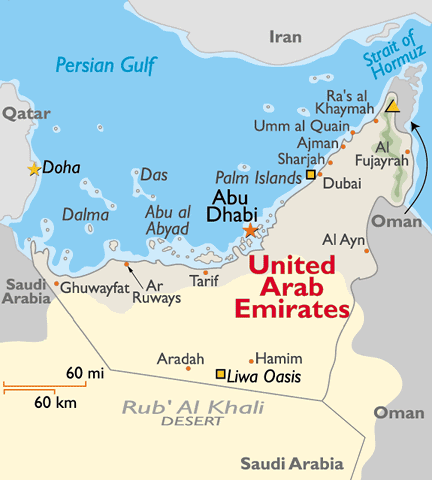 Iran
Strait of
Hormuz
Persian Gulf
Ra's al
Khaymah
Qatar
Umm al Quain
Ajman
Sharjah
Al
Fujayrah
Doha
Das
Palm Islands
Dubai
Dalma
Abu al
Abyad
Abu
Dhabi
Oman
Al Ayn
Saudi
Arabia
Ghuwayfat
Ar
Ruways
Tarif
United
Arab
Emirates
Aradah
Hamim
Liwa Oasis
60 mi
60 km
Rub' Al Khali
DESERT
Oman
Saudi Arabia